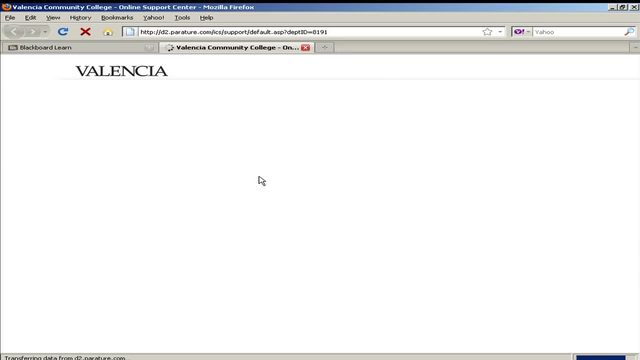 Valencia Community College - Online Support Center - Mozilla Firefox
File Edit View History Bookmarks Yahoo! Tools Help
http://d2.parature.com/ics/support/default.asp?deptID=8191
Yahoo
Blackboard Learn
Valencia Community College - On...
VALENCIA
Transferring data from d2.parature.com...